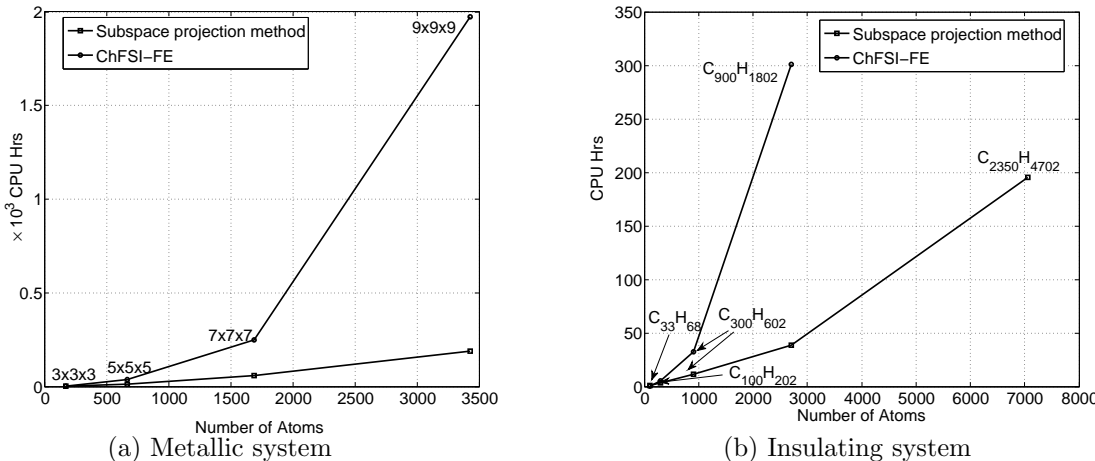 2
1.5
1
0.5
0
× 10³ CPU Hrs
Subspace projection method
ChFSI−FE
3x3x3
5x5x5
7x7x7
9x9x9
0 500 1000 1500 2000 2500 3000 3500
Number of Atoms
(a) Metallic system
350
300
250
200
150
100
50
0
CPU Hrs
Subspace projection method
ChFSI−FE
C₉₀₀H₁₈₀₂
C₂₃₅₀H₄₇₀₂
C₃₃H₆₈
C₃₀₀H₆₀₂
C₁₀₀H₂₀₂
0 1000 2000 3000 4000 5000 6000 7000 8000
Number of Atoms
(b) Insulating system